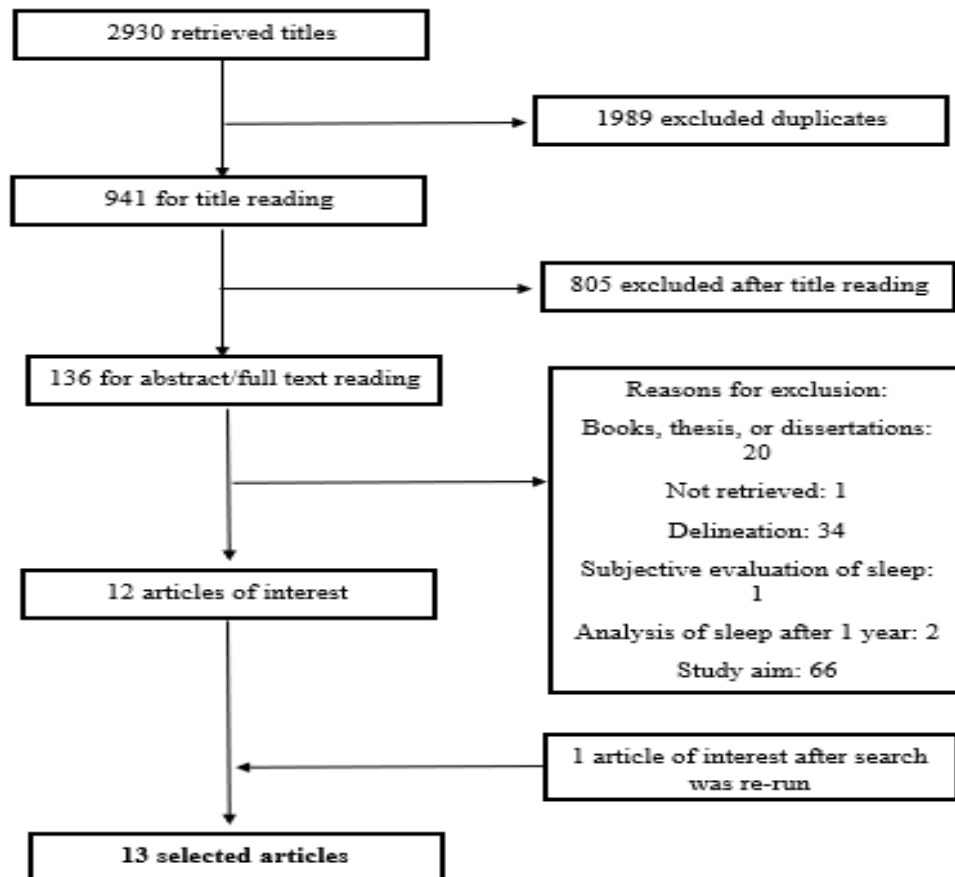 2930 retrieved titles
1989 excluded duplicates
941 for title reading
805 excluded after title reading
136 for abstract/full text reading
Reasons for exclusion:
Books, thesis, or dissertations:
20
Not retrieved: 1
Delineation: 34
Subjective evaluation of sleep:
1
Analysis of sleep after 1 year: 2
Study aim: 66
12 articles of interest
1 article of interest after search
was re-run
13 selected articles